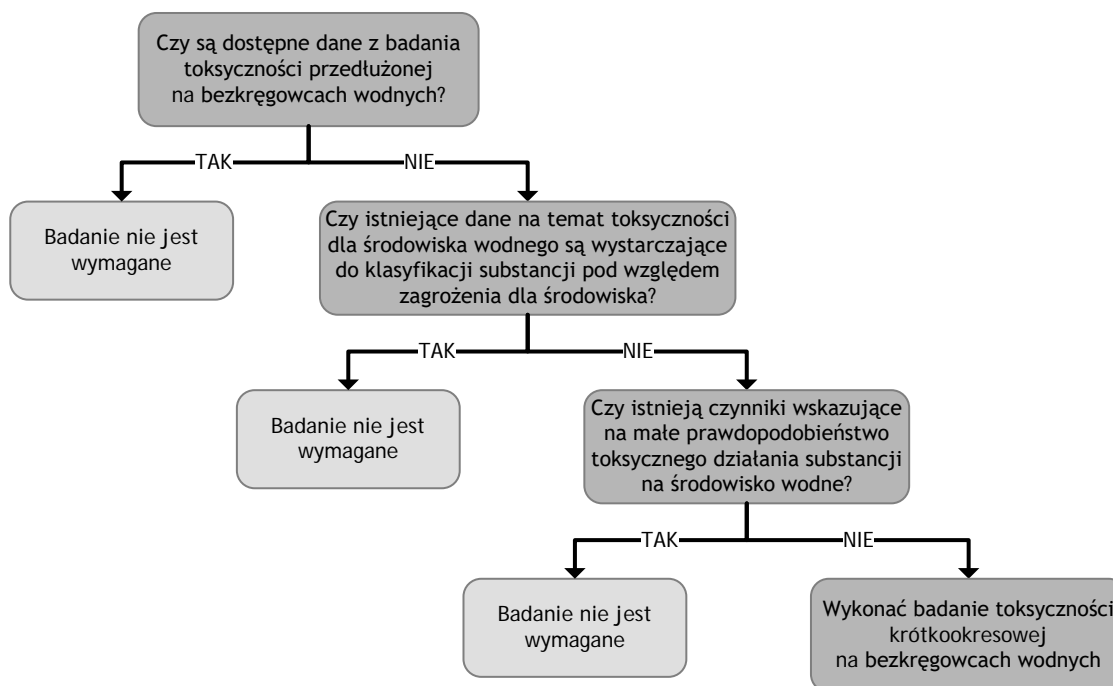 Czy są dostępne dane z badania
toksyczności przedłużonej
na bezkręgowcach wodnych?
TAK
NIE
Badanie nie jest
wymagane
Czy istniejące dane na temat toksyczności
dla środowiska wodnego są wystarczające
do klasyfikacji substancji pod względem
zagrożenia dla środowiska?
TAK
NIE
Badanie nie jest
wymagane
Czy istnieją czynniki wskazujące
na małe prawdopodobieństwo
toksycznego działania substancji
na środowisko wodne?
TAK
NIE
Badanie nie jest
wymagane
Wykonać badanie toksyczności
krótkookresowej
na bezkręgowcach wodnych